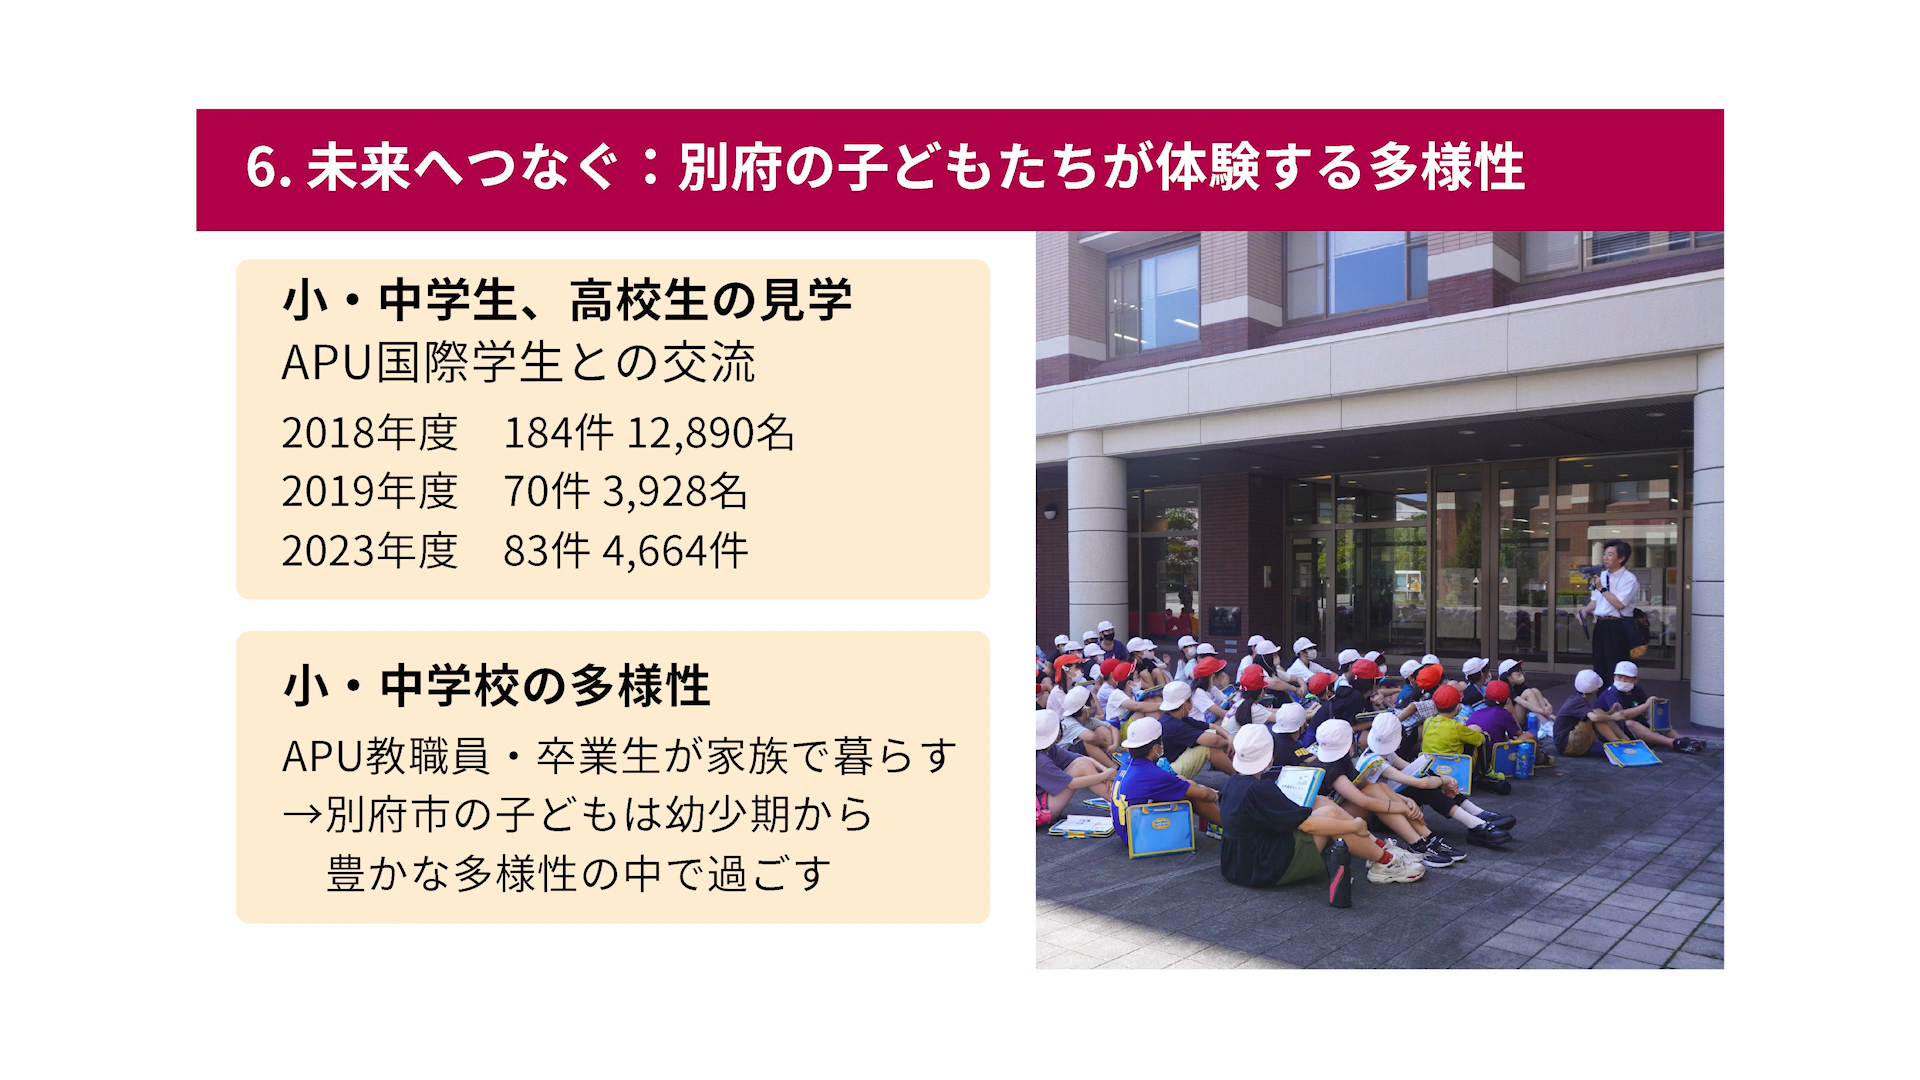 6. 未来へつなぐ：別府の子どもたちが体験する多様性
小・中学生、高校生の見学
APU国際学生との交流
2018年度　184件 12,890名
2019年度　70件 3,928名
2023年度　83件 4,664件
小・中学校の多様性
APU教職員・卒業生が家族で暮らす
→別府市の子どもは幼少期から
豊かな多様性の中で過ごす